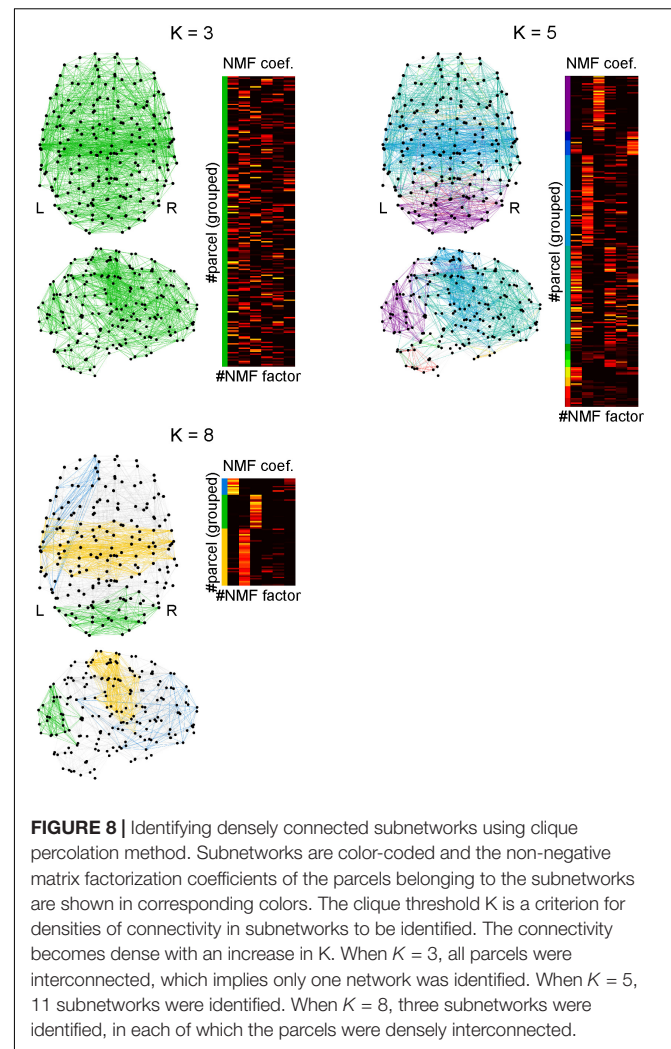 K = 3
NMF coef.
#parcel (grouped)
L
R
#NMF factor
K = 5
NMF coef.
#parcel (grouped)
L
R
#NMF factor
K = 8
NMF coef.
#parcel (grouped)
L
R
#NMF factor
FIGURE 8 | Identifying densely connected subnetworks using clique
percolation method. Subnetworks are color-coded and the non-negative
matrix factorization coefficients of the parcels belonging to the subnetworks
are shown in corresponding colors. The clique threshold K is a criterion for
densities of connectivity in subnetworks to be identified. The connectivity
becomes dense with an increase in K. When K = 3, all parcels were
interconnected, which implies only one network was identified. When K = 5,
11 subnetworks were identified. When K = 8, three subnetworks were
identified, in each of which the parcels were densely interconnected.